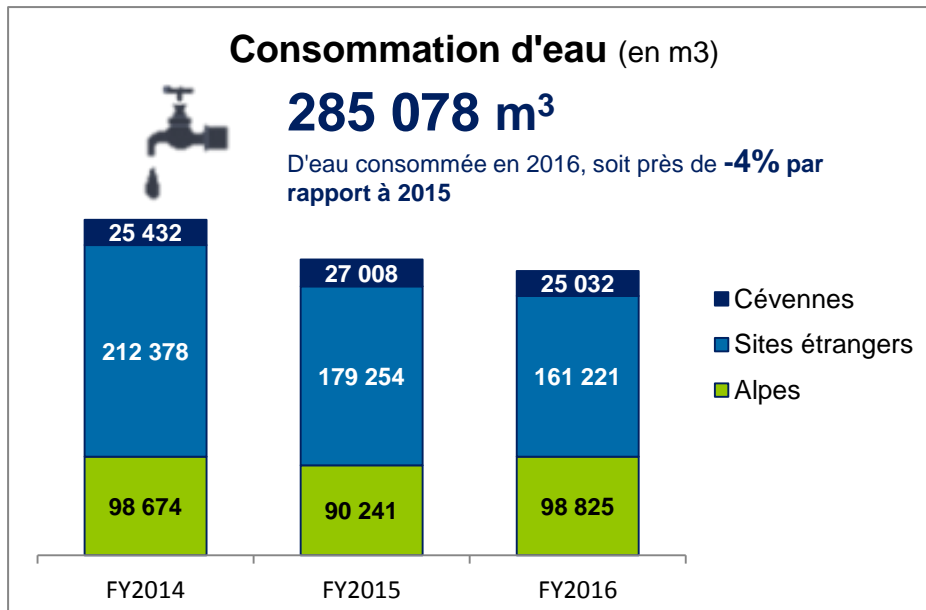 Consommation d'eau (en m3)
285 078 m³
D'eau consommée en 2016, soit près de -4% par
rapport à 2015
25 432
27 008
25 032
212 378
179 254
161 221
98 674
90 241
98 825
Cévennes
Sites étrangers
Alpes
FY2014
FY2015
FY2016